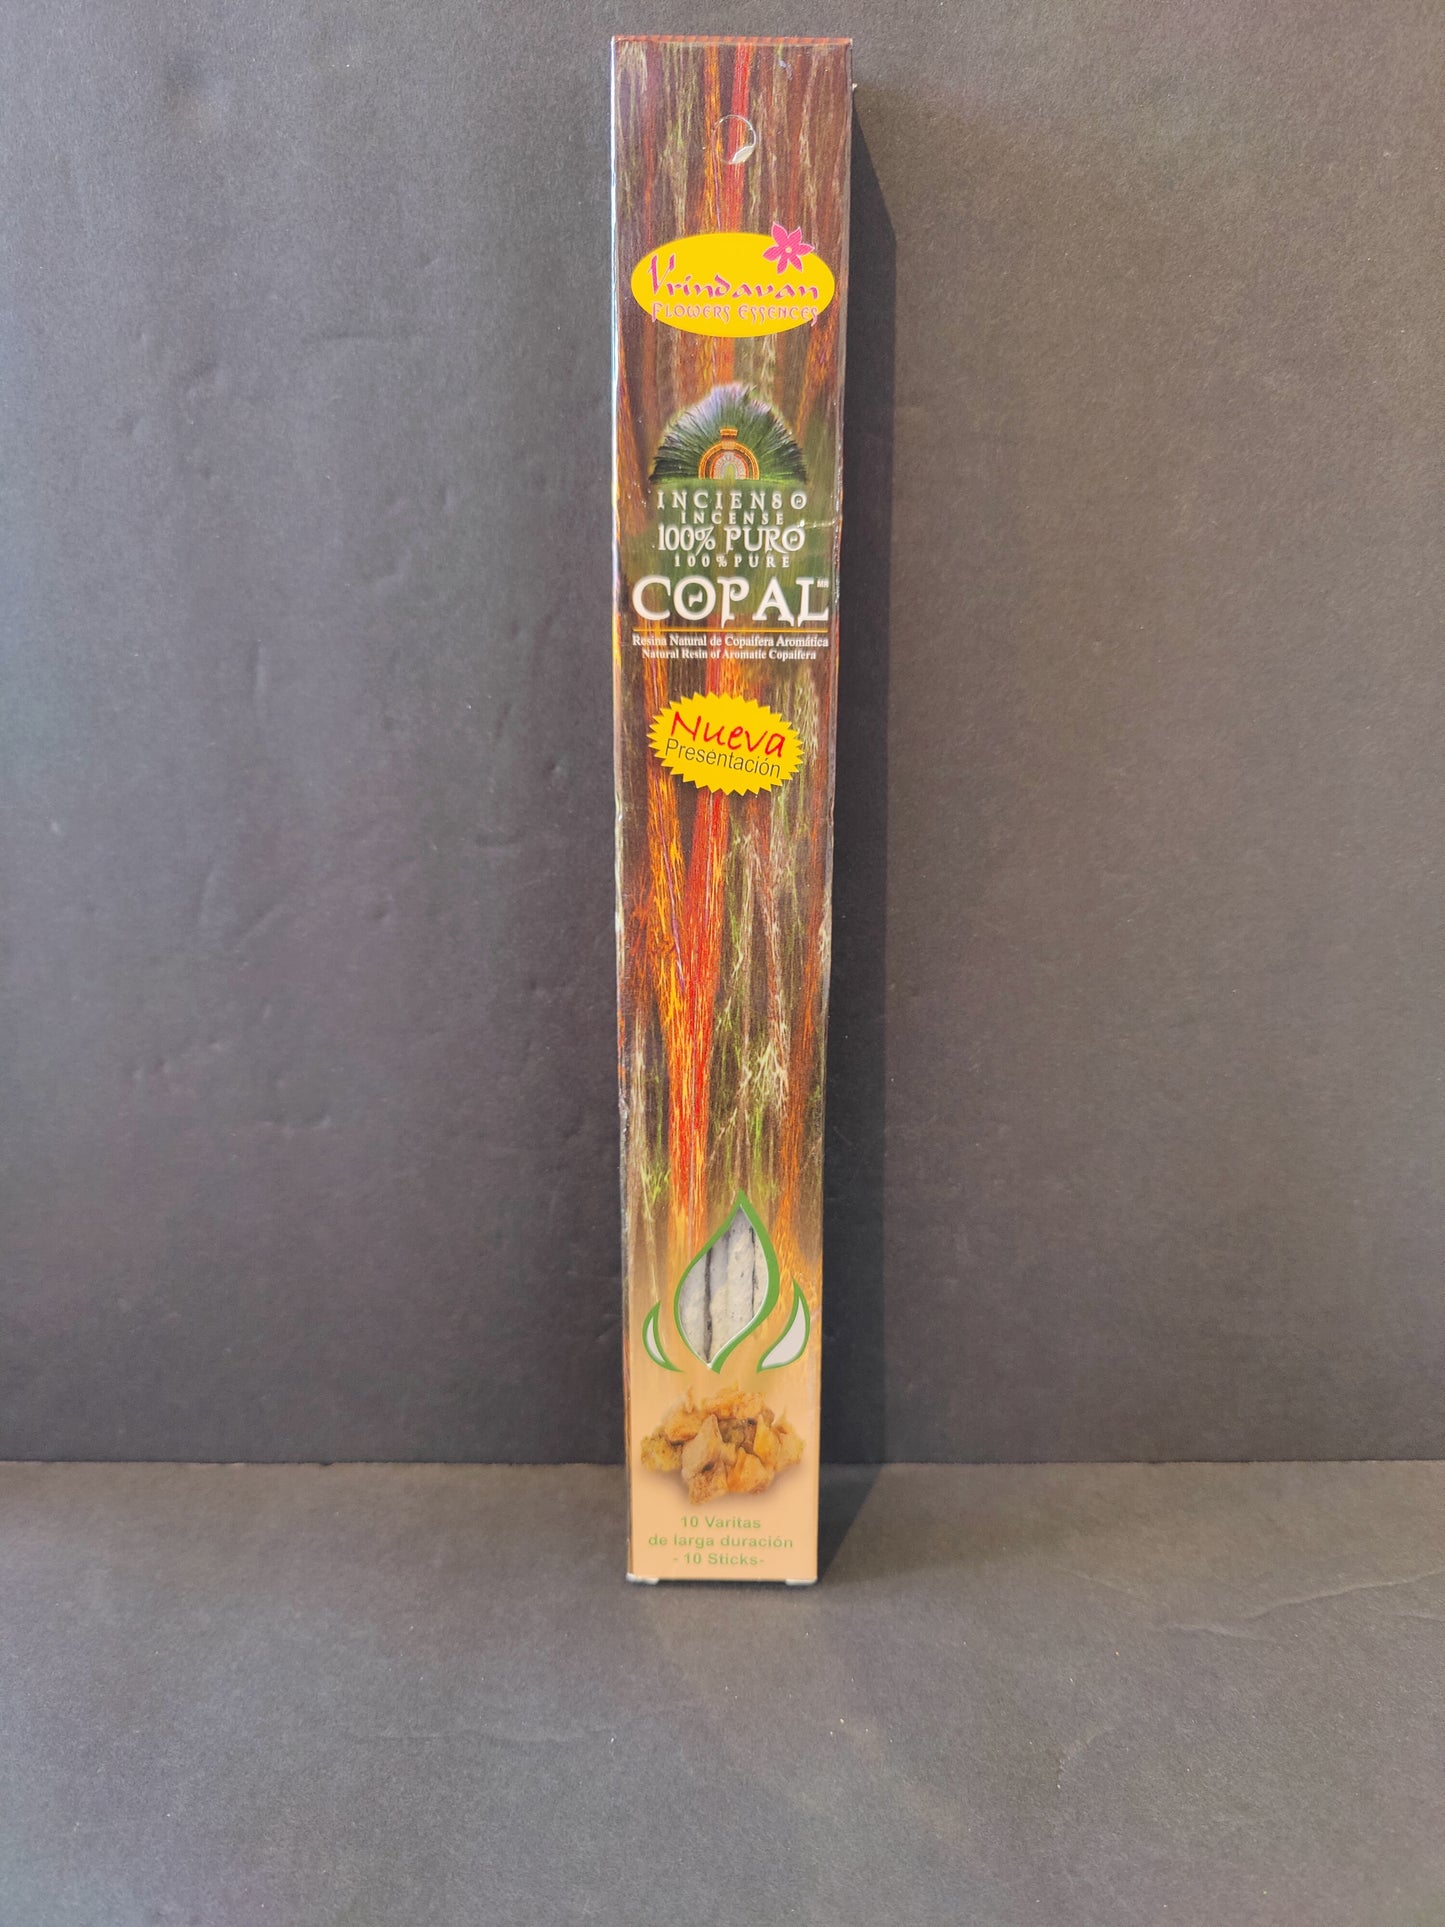 Vrindavan
FLOWERS ESSENCES
INCIENSO
INCENSE
100% PURO
100% PURE
COPAL MR
Resina Natural de Copaifera Aromática
Natural Resin of Aromatic Copaifera
Nueva
Presentación
10 Varitas
de larga duración
- 10 Sticks-